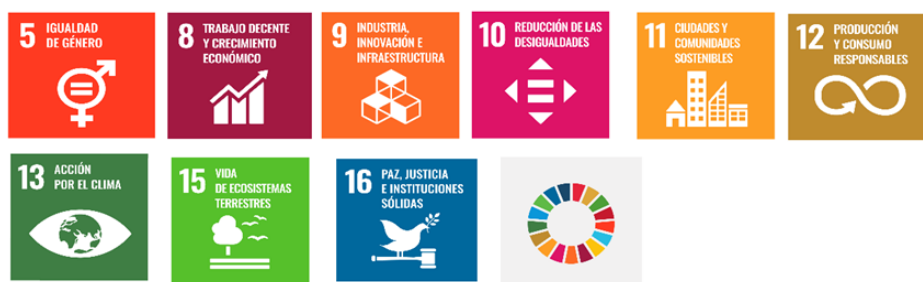 5 IGUALDAD
DE GÉNERO
8 TRABAJO DECENTE
Y CRECIMIENTO
ECONÓMICO
9 INDUSTRIA,
INNOVACIÓN E
INFRAESTRUCTURA
10 REDUCCIÓN DE LAS
DESIGUALDADES
11 CIUDADES Y
COMUNIDADES
SOSTENIBLES
12 PRODUCCIÓN
Y CONSUMO
RESPONSABLES
13 ACCIÓN
POR EL CLIMA
15 VIDA
DE ECOSISTEMAS
TERRESTRES
16 PAZ, JUSTICIA
E INSTITUCIONES
SÓLIDAS